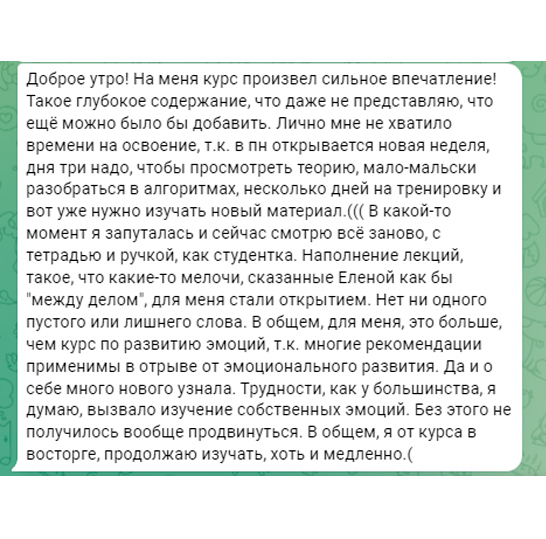 Доброе утро! На меня курс произвел сильное впечатление!
Такое глубокое содержание, что даже не представляю, что
ещё можно было бы добавить. Лично мне не хватило
времени на освоение, т.к. в пн открывается новая неделя,
дня три надо, чтобы просмотреть теорию, мало-мальски
разобраться в алгоритмах, несколько дней на тренировку и
вот уже нужно изучать новый материал.((( В какой-то
момент я запуталась и сейчас смотрю всё заново, с
тетрадью и ручкой, как студентка. Наполнение лекций,
такое, что какие-то мелочи, сказанные Еленой как бы
"между делом", для меня стали открытием. Нет ни одного
пустого или лишнего слова. В общем, для меня, это больше,
чем курс по развитию эмоций, т.к. многие рекомендации
применимы в отрыве от эмоционального развития. Да и о
себе много нового узнала. Трудности, как у большинства, я
думаю, вызвало изучение собственных эмоций. Без этого не
получилось вообще продвинуться. В общем, я от курса в
восторге, продолжаю изучать, хоть и медленно.(